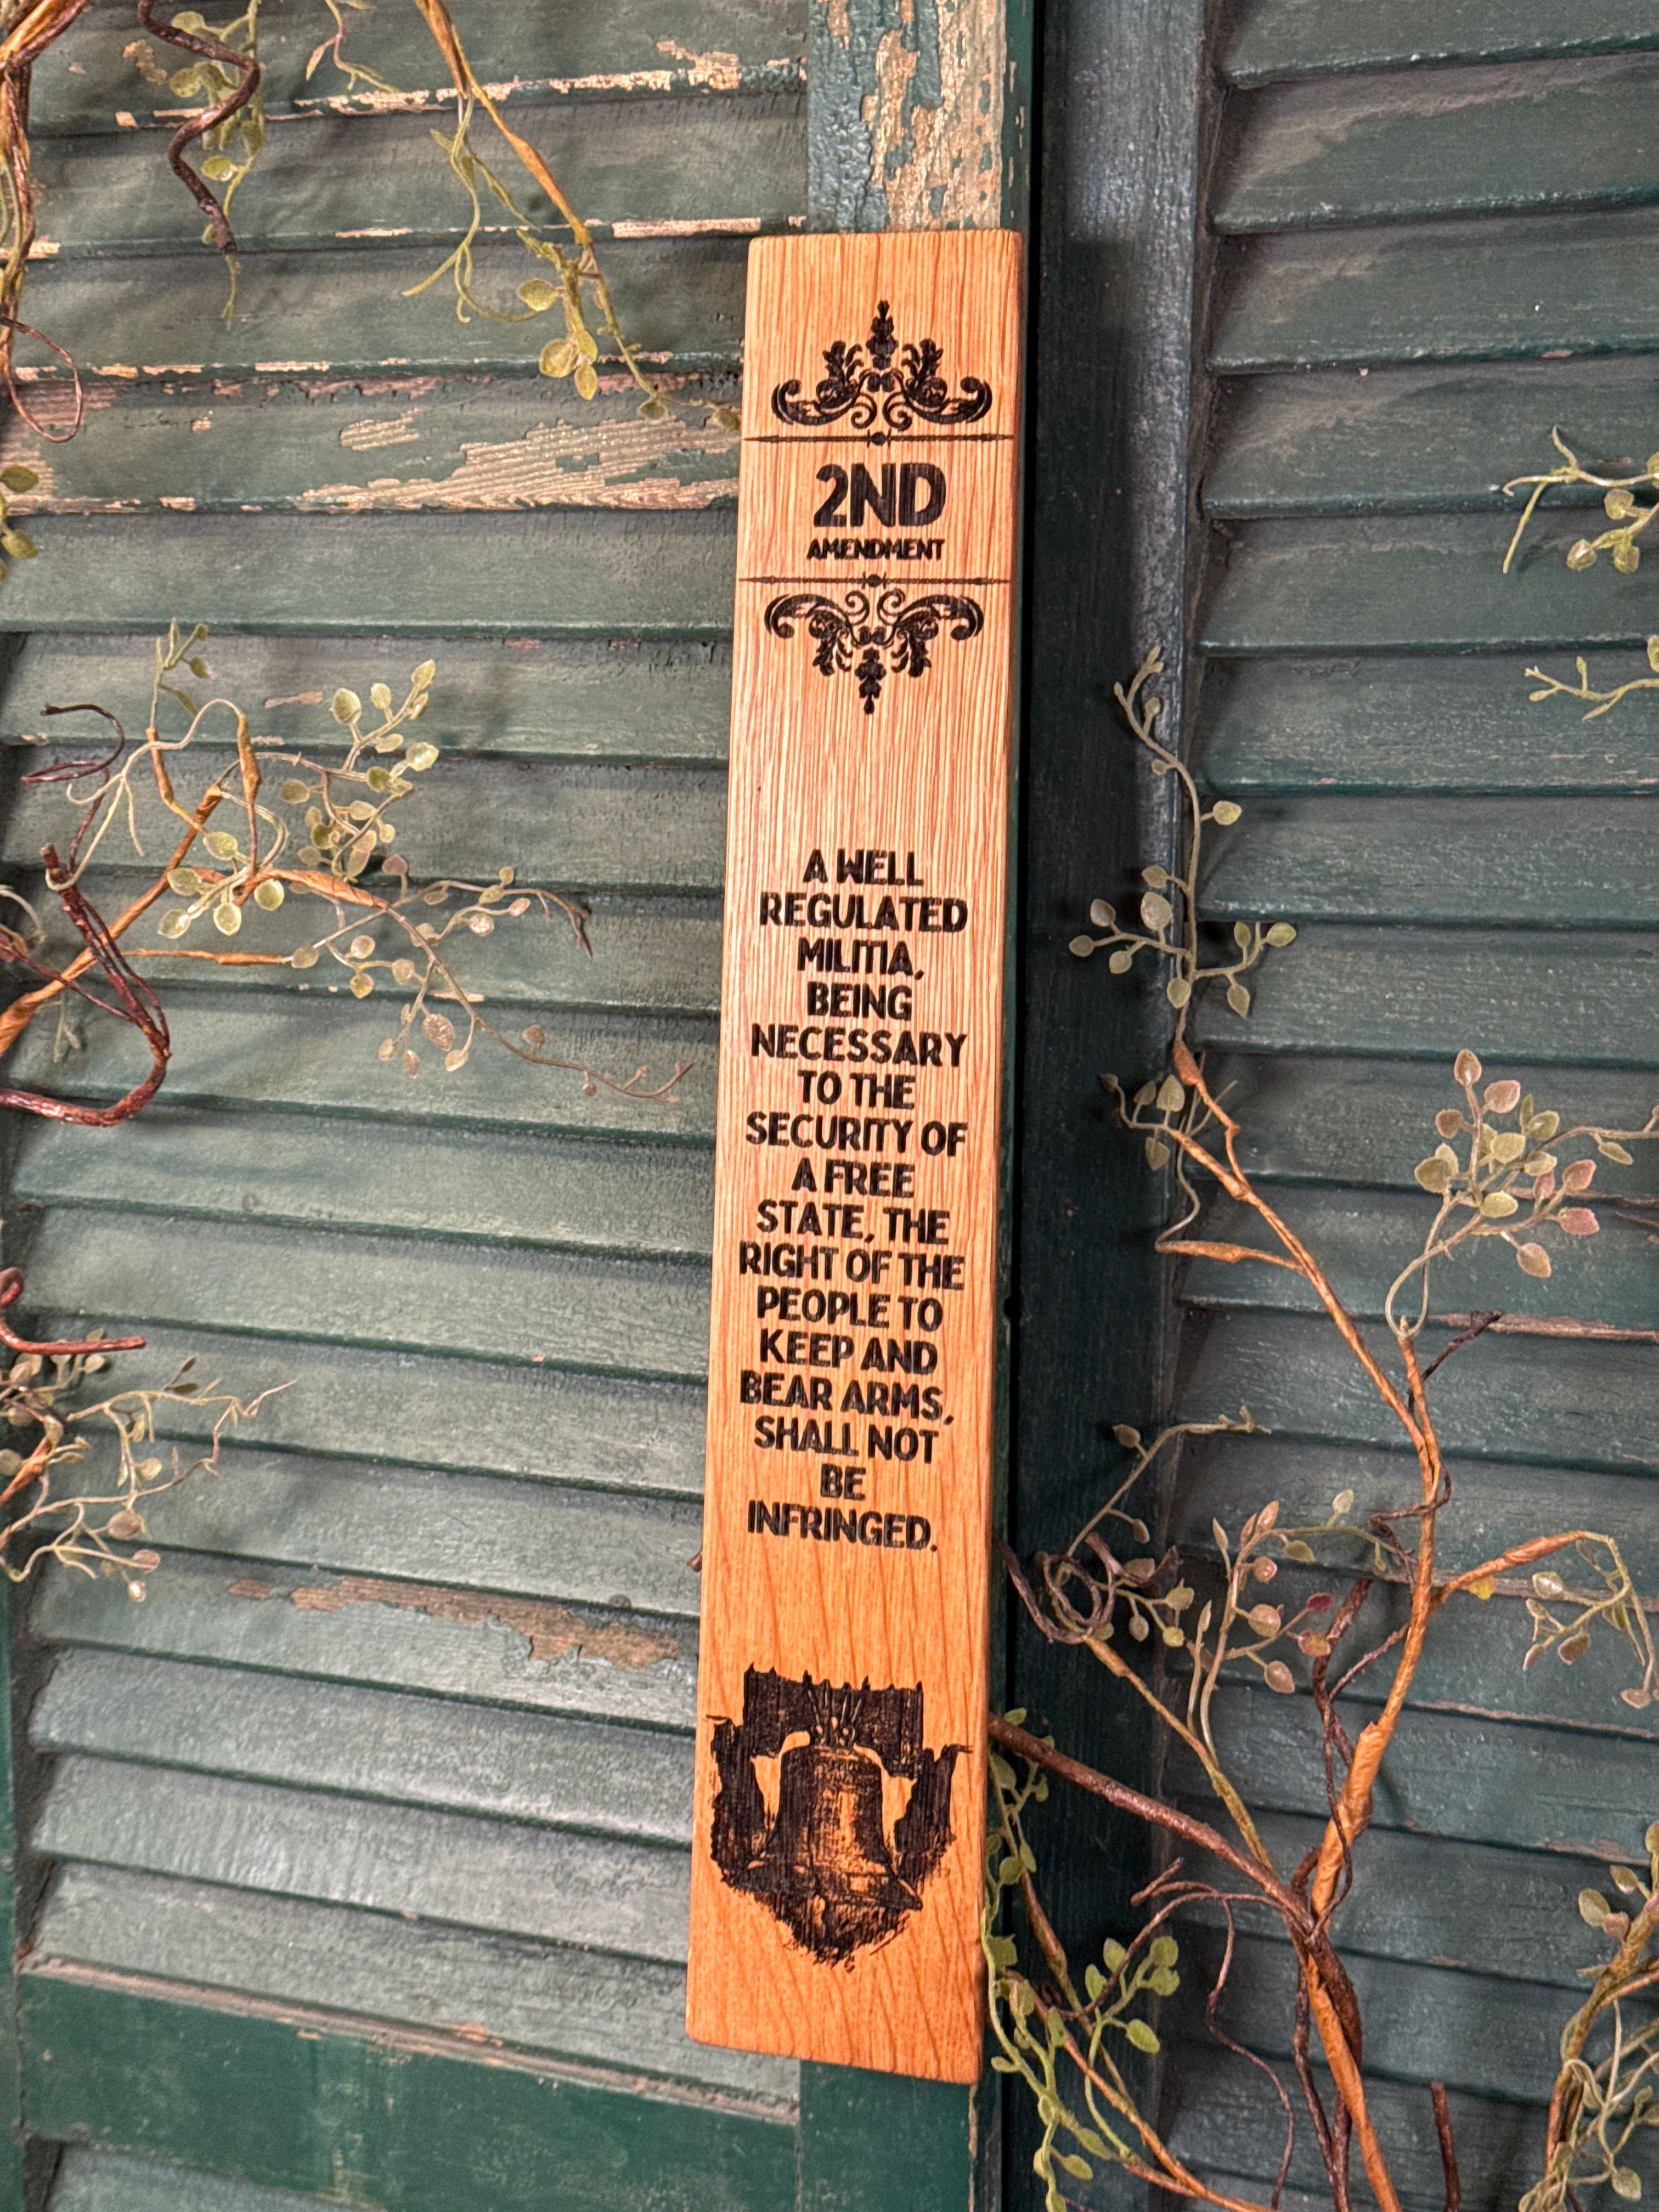 2ND
AMENDMENT
A WELL
REGULATED
MILITIA,
BEING
NECESSARY
TO THE
SECURITY OF
A FREE
STATE, THE
RIGHT OF THE
PEOPLE TO
KEEP AND
BEAR ARMS,
SHALL NOT
BE
INFRINGED.